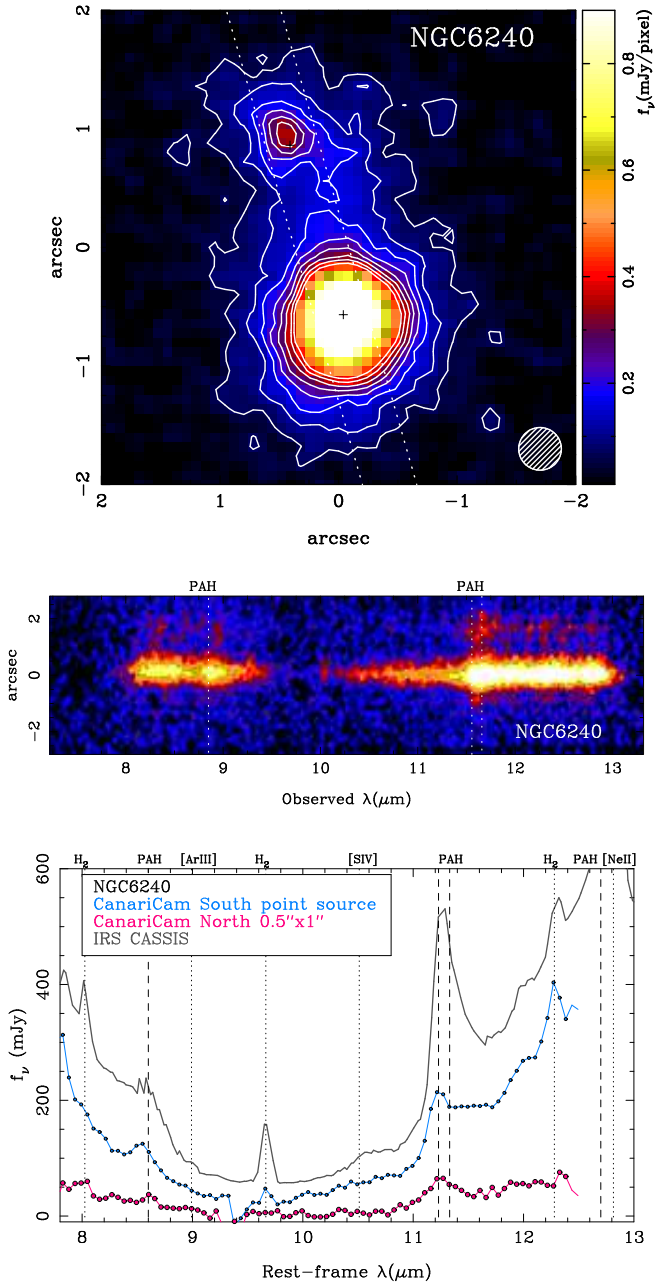 2
NGC6240
1
0
-1
-2
arcsec
2 1 0 -1 -2
arcsec
0.8
0.6
0.4
0.2
fν(mJy/pixel)
PAH PAH
2
0
-2
arcsec
NGC6240
8 9 10 11 12 13
Observed λ(μm)
H2 PAH [ArIII] H2 [SIV] PAH H2 PAH [NeII]
600
400
200
0
fν (mJy)
NGC6240
CanariCam South point source
CanariCam North 0.5"x1"
IRS CASSIS
8 9 10 11 12 13
Rest-frame λ(μm)